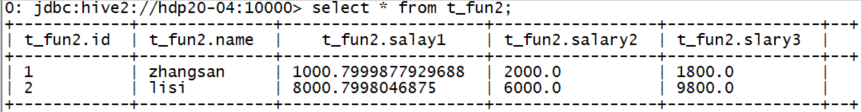 0: jdbc:hive2://hdp20-04:10000> select * from t_fun2;
+------------+--------------+--------------------+-----------------+----------------+--+
| t_fun2.id | t_fun2.name | t_fun2.salay1 | t_fun2.salary2 | t_fun2.slary3 |
+------------+--------------+--------------------+-----------------+----------------+--+
| 1 | zhangsan | 1000.7999877929688 | 2000.0 | 1800.0 |
| 2 | lisi | 8000.7998046875 | 6000.0 | 9800.0 |
+------------+--------------+--------------------+-----------------+----------------+--+